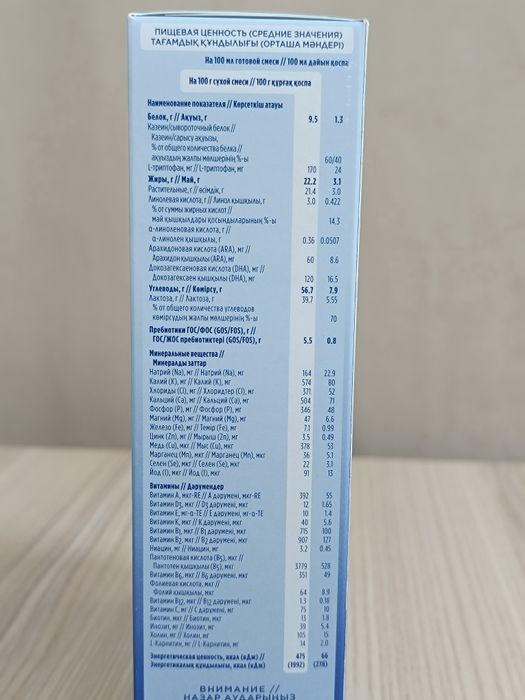 ПИЩЕВАЯ ЦЕННОСТЬ (СРЕДНИЕ ЗНАЧЕНИЯ)
ТАҒАМДЫҚ ҚҰНДЫЛЫҒЫ (ОРТАША МӘНДЕРІ)
На 100 мл готовой смеси // 100 мл дайын қоспа
На 100 г сухой смеси // 100 г құрғақ қоспа
Наименование показателя // Көрсеткіш атауы
Белок, г // Ақуыз, г 9.5 1.3
Казеин/сывороточный белок //
Казеин/сарысу ақуызы,
% от общего количества белка //
ақуыздың жалпы мөлшерінің %-ы 60/40
L-триптофан, мг // L-триптофан, мг 170 24
Жиры, г // Май, г 22.2 3.1
Растительные, г // өсімдік, г 21.4 3.0
Линолевая кислота, г // Линол қышқылы, г 3.0 0.422
% от суммы жирных кислот //
май қышқылдары қосындыларының %-ы 14.3
α-линоленовая кислота, г //
α-линолен қышқылы, г 0.36 0.0507
Арахидоновая кислота (ARA), мг //
Арахидон қышқылы (ARA), мг 60 8.6
Докозагексаеновая кислота (DHA), мг //
Докозагексаен қышқылы (DHA), мг 120 16.5
Углеводы, г // Көмірсу, г 56.7 7.9
Лактоза, г // Лактоза, г 39.7 5.55
% от общего количества углеводов
көмірсудың жалпы мөлшерінің %-ы 70
Пребиотики ГОС/ФОС (GOS/FOS), г //
ГОС/ЖОС пребиотиктері (GOS/FOS), г 5.5 0.8
Минеральные вещества //
Минералды заттар
Натрий (Na), мг // Натрий (Na), мг 164 22.9
Калий (K), мг // Калий (K), мг 574 80
Хлориды (Cl), мг // Хлоридтер (Cl), мг 371 52
Кальций (Ca), мг // Кальций (Ca), мг 504 71
Фосфор (P), мг // Фосфор (P), мг 346 48
Магний (Mg), мг // Магний (Mg), мг 47 6.6
Железо (Fe), мг // Темір (Fe), мг 7.1 0.99
Цинк (Zn), мг // Мырыш (Zn), мг 3.5 0.49
Медь (Cu), мкг // Мыс (Cu), мкг 378 53
Марганец (Mn), мкг // Марганец (Mn), мкг 36 5.1
Селен (Se), мкг // Селен (Se), мкг 22 3.1
Йод (I), мкг // Йод (I), мкг 91 13
Витамины // Дәрумендер
Витамин A, мкг-RE // A дәрумені, мкг-RE 392 55
Витамин D₃, мкг // D₃ дәрумені, мкг 12 1.65
Витамин E, мг-α-TE // E дәрумені, мг-α-TE 10 1.4
Витамин K, мкг // K дәрумені, мкг 40 5.6
Витамин B₁, мкг // B₁ дәрумені, мкг 715 100
Витамин B₂, мкг // B₂ дәрумені, мкг 907 127
Ниацин, мг // Ниацин, мг 3.2 0.45
Пантотеновая кислота (B₅), мкг //
Пантотен қышқылы (B₅), мкг 3779 528
Витамин B₆, мкг // B₆ дәрумені, мкг 351 49
Фолиевая кислота, мкг //
Фолий қышқылы, мкг 64 8.9
Витамин B₁₂, мкг // B₁₂ дәрумені, мкг 1.3 0.18
Витамин C, мг // C дәрумені, мг 75 10
Биотин, мкг // Биотин, мкг 13 1.8
Инозит, мг // Инозит, мг 39 5.4
Холин, мг // Холин, мг 105 15
L-Карнитин, мг // L-Карнитин, мг 14 2.0
Энергетическая ценность, ккал (кДж) // 475 66
Энергетикалық құндылығы, ккал (кДж) (1992) (278)
ВНИМАНИЕ //
НАЗАР АУДАРЫҢЫЗ